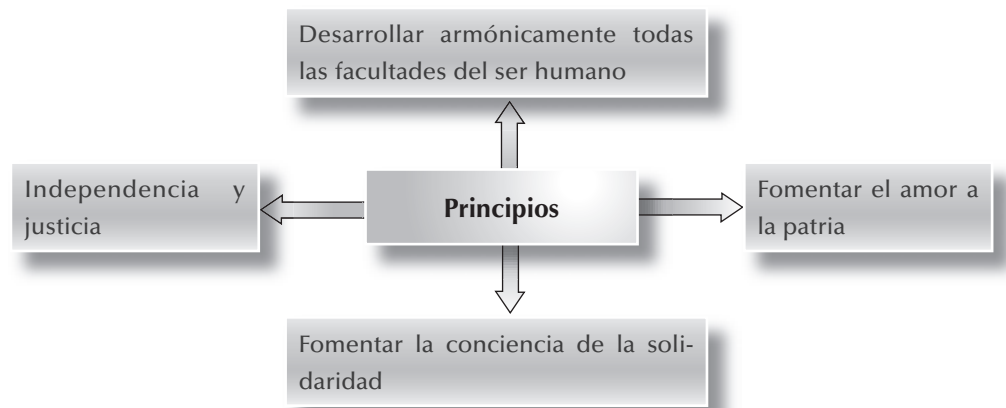 Desarrollar armónicamente todas
las facultades del ser humano
Independencia y
justicia
Principios
Fomentar el amor a
la patria
Fomentar la conciencia de la soli-
daridad